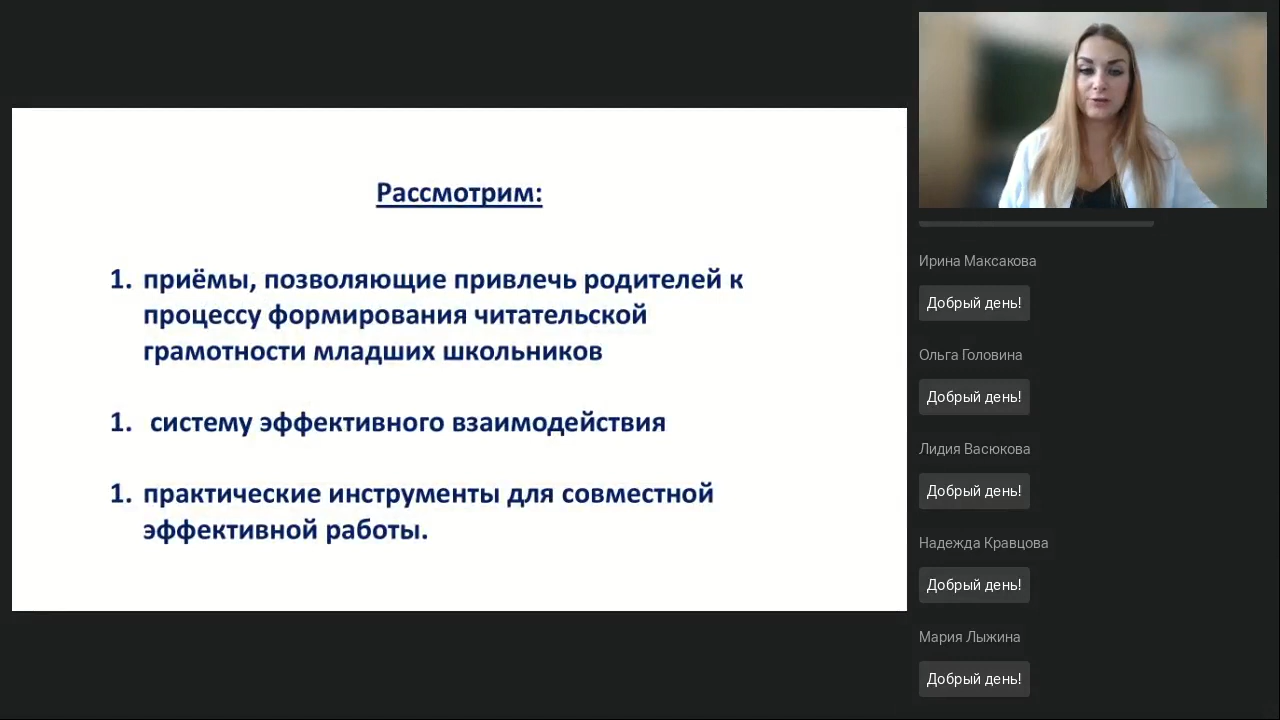 Рассмотрим:
1. приёмы, позволяющие привлечь родителей к
процессу формирования читательской
грамотности младших школьников
1. систему эффективного взаимодействия
1. практические инструменты для совместной
эффективной работы.
Ирина Максакова
Добрый день!
Ольга Головина
Добрый день!
Лидия Васюкова
Добрый день!
Надежда Кравцова
Добрый день!
Мария Лыжина
Добрый день!